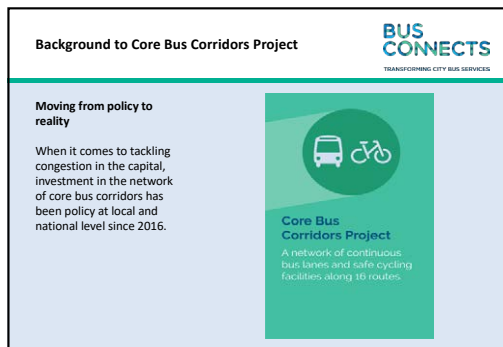 Background to Core Bus Corridors Project
BUS
CONNECTS
TRANSFORMING CITY BUS SERVICES
Moving from policy to
reality
When it comes to tackling
congestion in the capital,
investment in the network
of core bus corridors has
been policy at local and
national level since 2016.
Core Bus
Corridors Project
A network of continuous
bus lanes and safe cycling
facilities along 16 routes